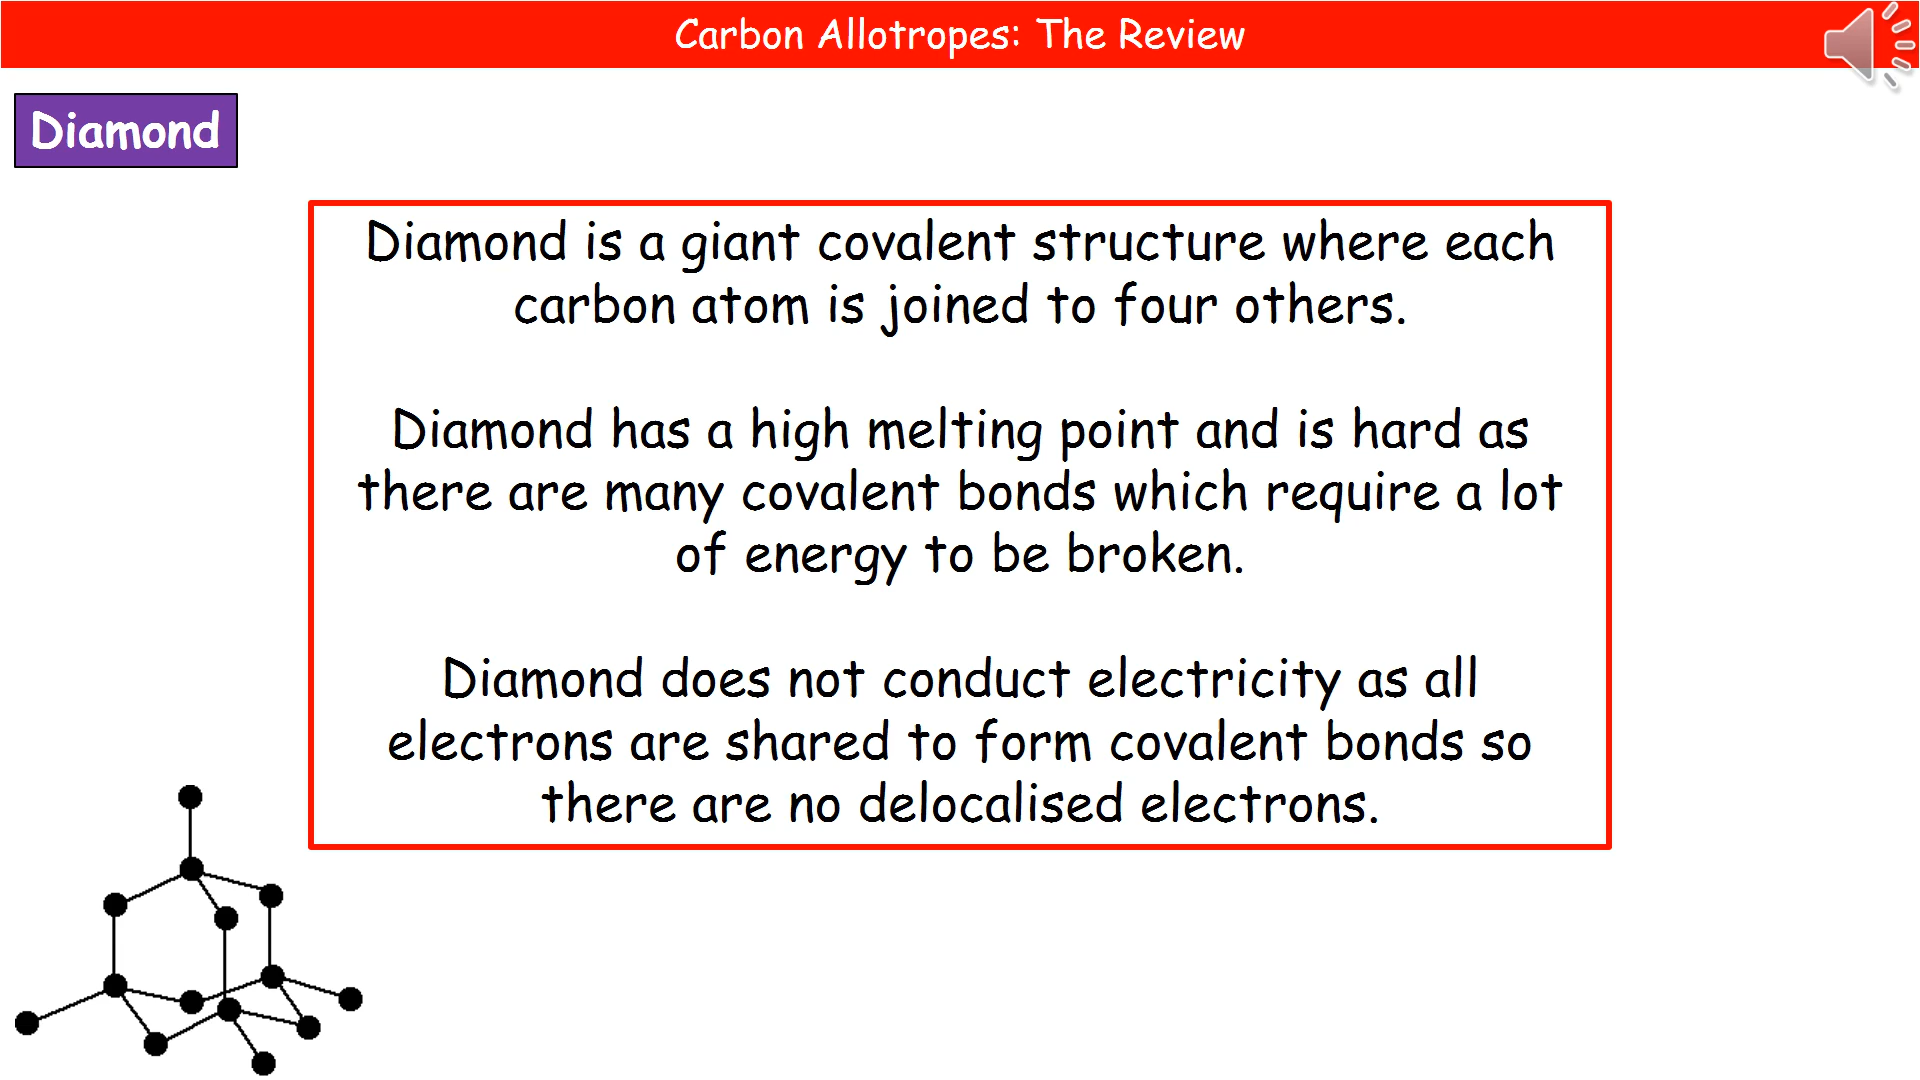 Carbon Allotropes: The Review
Diamond
Diamond is a giant covalent structure where each
carbon atom is joined to four others.
Diamond has a high melting point and is hard as
there are many covalent bonds which require a lot
of energy to be broken.
Diamond does not conduct electricity as all
electrons are shared to form covalent bonds so
there are no delocalised electrons.